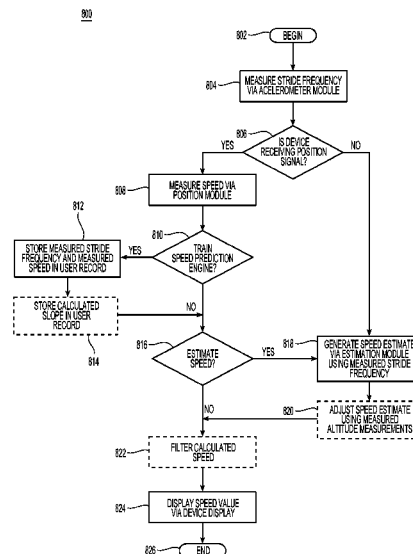 800
802
BEGIN
804
MEASURE STRIDE FREQUENCY
VIA ACELEROMETER MODULE
806
IS DEVICE
RECEIVING POSITION
SIGNAL?
YES
NO
808
MEASURE SPEED VIA
POSITION MODULE
812
810
STORE MEASURED STRIDE
FREQUENCY AND MEASURED
SPEED IN USER RECORD
YES
TRAIN
SPEED PREDICTION
ENGINE?
STORE CALCULATED
SLOPE IN USER
RECORD
NO
814
816
ESTIMATE
SPEED?
YES
818
GENERATE SPEED ESTIMATE
VIA ESTIMATION MODULE
USING MEASURED STRIDE
FREQUENCY
NO
820
ADJUST SPEED ESTIMATE
USING MEASURED
ALTITUDE MEASUREMENTS
822
FILTER CALCULATED
SPEED
824
DISPLAY SPEED VALUE
VIA DEVICE DISPLAY
826
END